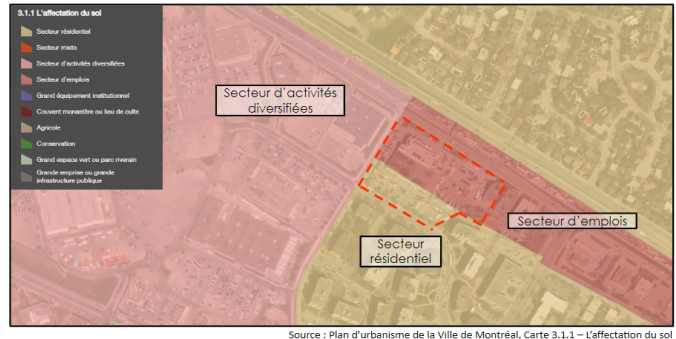 3.1.1 L'affectation du sol
Secteur résidentiel
Secteur mixte
Secteur d'activités diversifiées
Secteur d'emplois
Grand équipement institutionnel
Couvent monastère ou lieu de culte
Agricole
Conservation
Grand espace vert ou parc riverain
Grande emprise ou grande
infrastructure publique
Secteur d'activités
diversifiées
Secteur d'emplois
Secteur
résidentiel
Source : Plan d'urbanisme de la Ville de Montréal, Carte 3.1.1 – L'affectation du sol